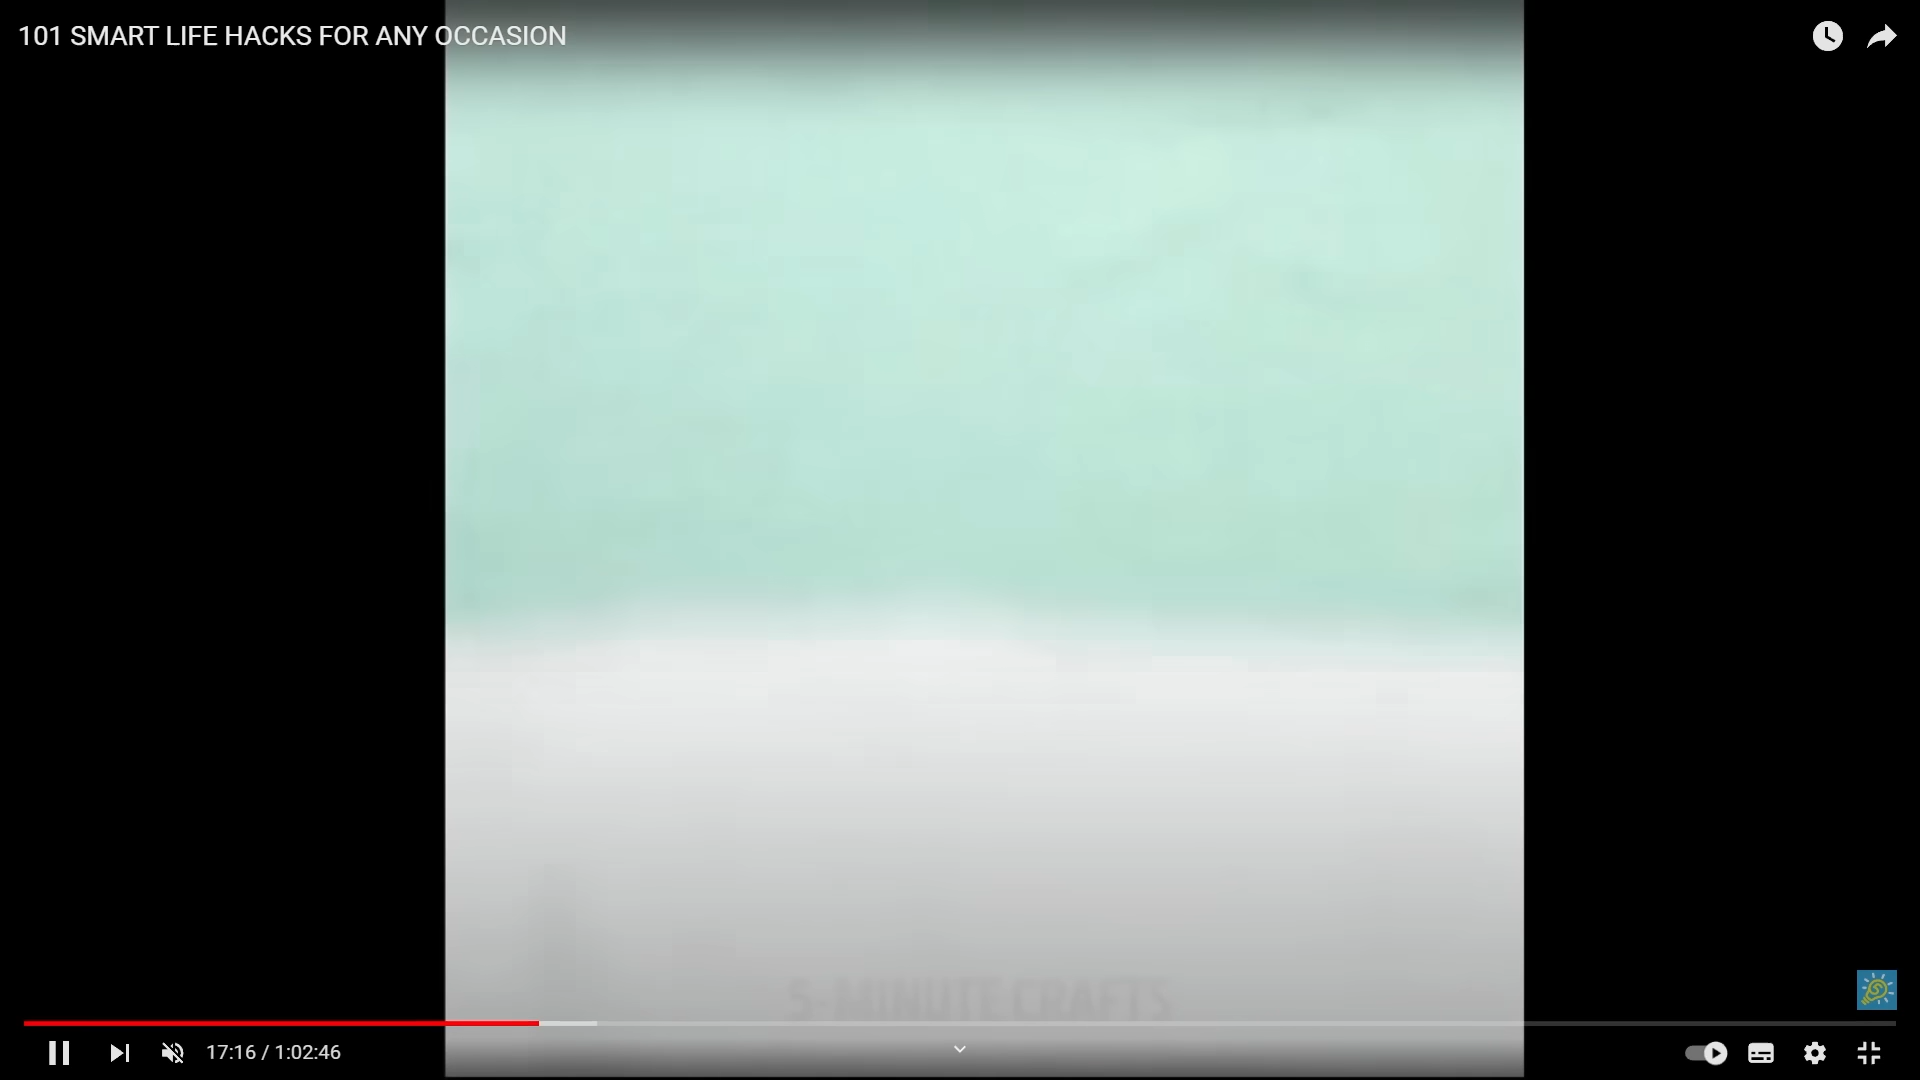 101 SMART LIFE HACKS FOR ANY OCCASION
5-MINUTE CRAFTS
17:16 / 1:02:46